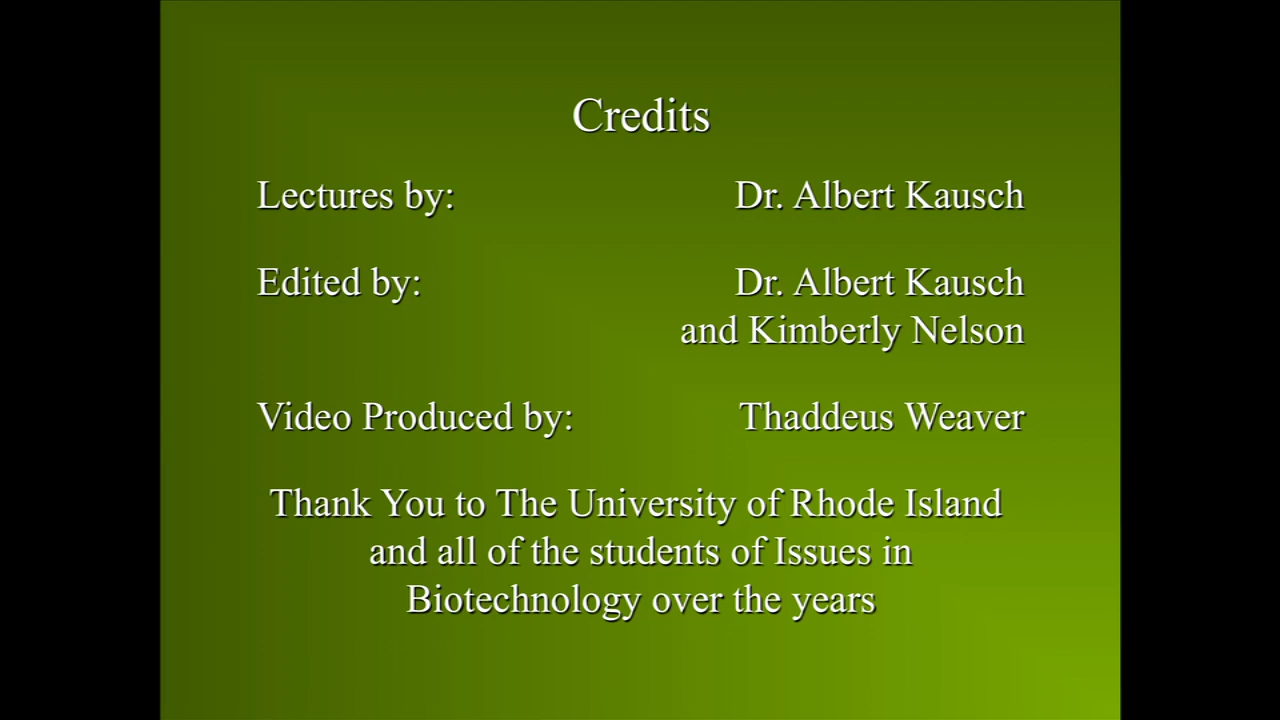 Credits
Lectures by: Dr. Albert Kausch
Edited by: Dr. Albert Kausch
and Kimberly Nelson
Video Produced by: Thaddeus Weaver
Thank You to The University of Rhode Island
and all of the students of Issues in
Biotechnology over the years